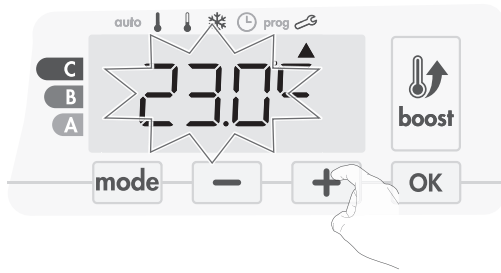 auto prog
C
B
A
23.0°C
boost
mode − + OK